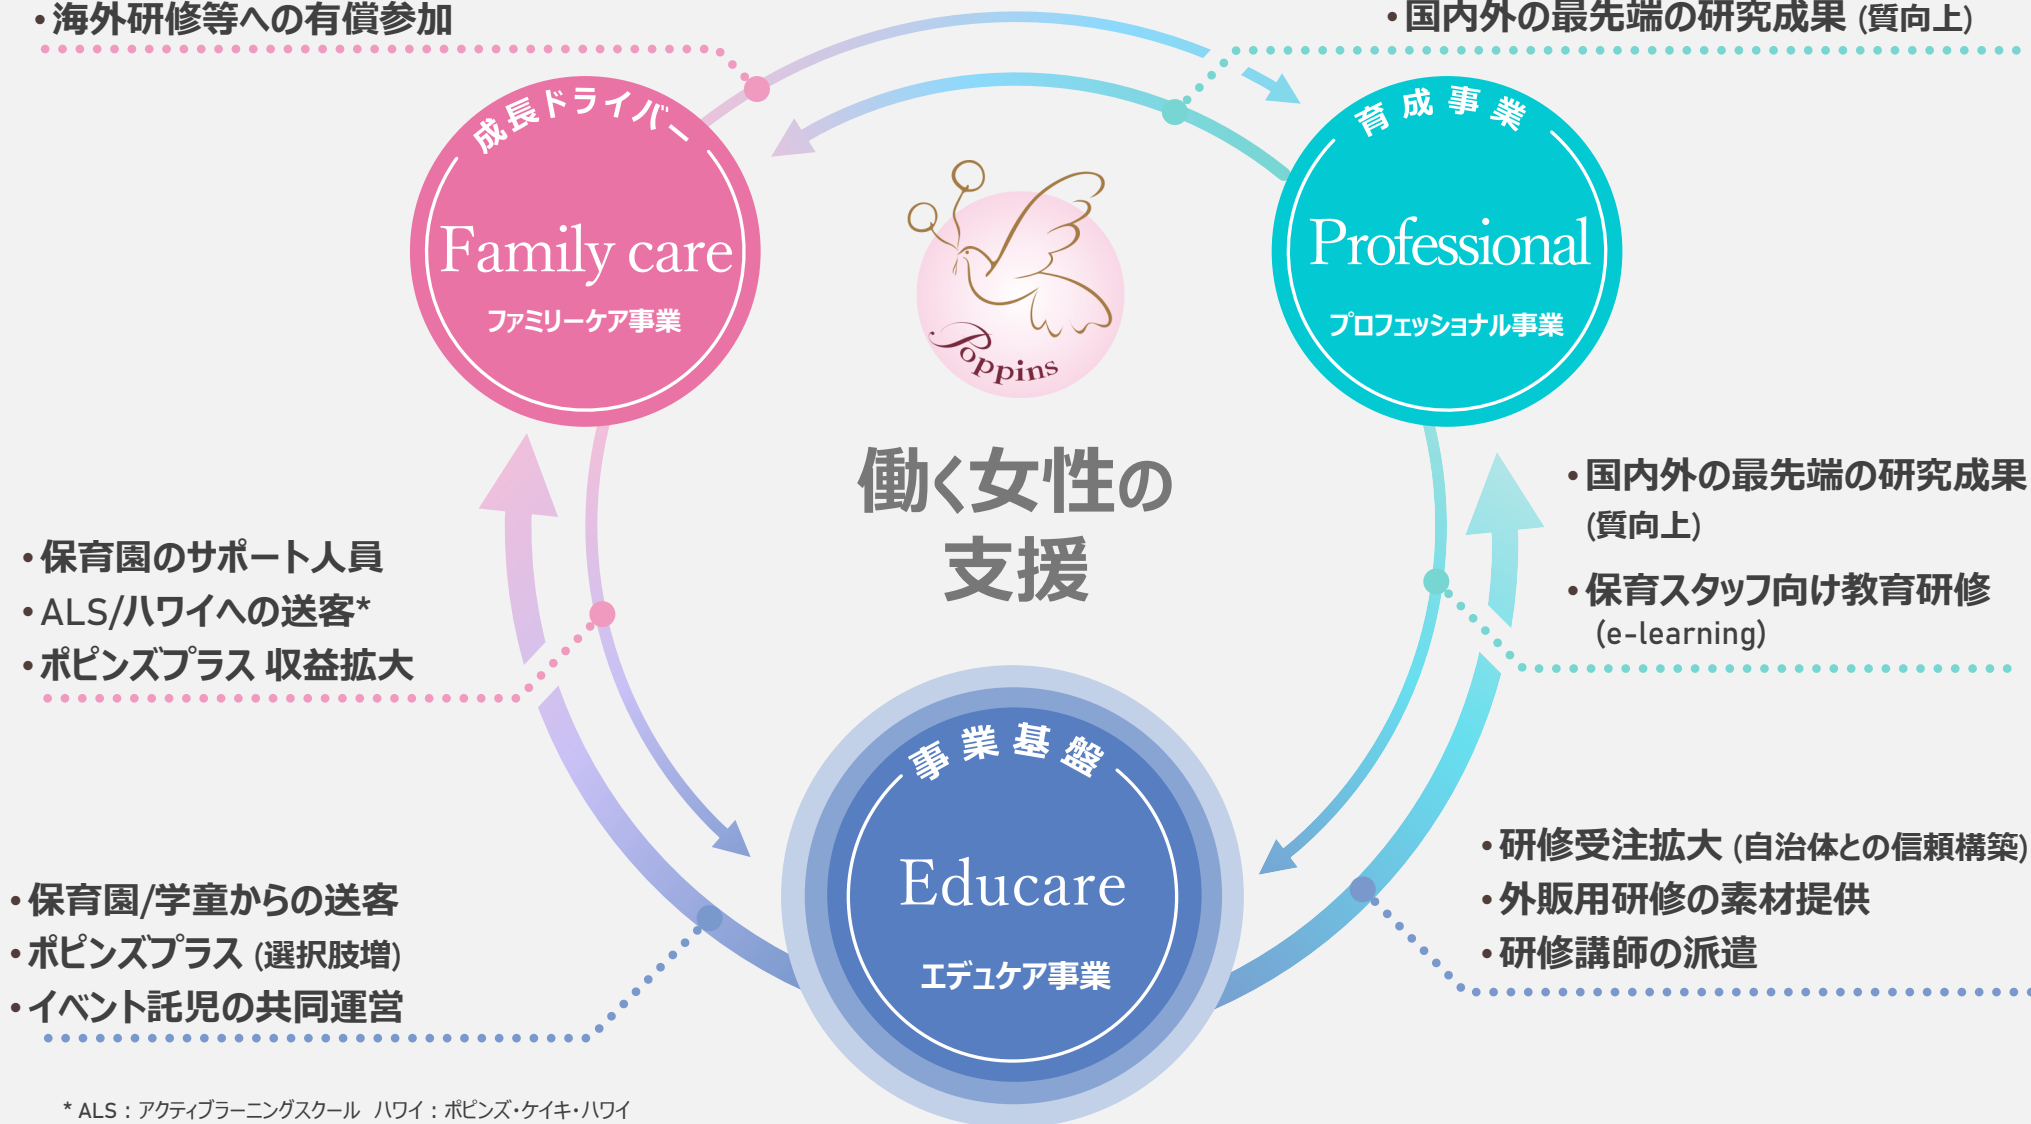 ・海外研修等への有償参加
・国内外の最先端の研究成果 (質向上)
成長ドライバー
Family care
ファミリーケア事業
育成事業
Professional
プロフェッショナル事業
Poppins
働く女性の
支援
・国内外の最先端の研究成果
(質向上)
・保育スタッフ向け教育研修
(e-learning)
・保育園のサポート人員
・ALS/ハワイへの送客*
・ポピンズプラス 収益拡大
事業基盤
Educare
エデュケア事業
・研修受注拡大 (自治体との信頼構築)
・外販用研修の素材提供
・研修講師の派遣
・保育園/学童からの送客
・ポピンズプラス (選択肢増)
・イベント託児の共同運営
* ALS：アクティブラーニングスクール ハワイ：ポピンズ・ケイキ・ハワイ